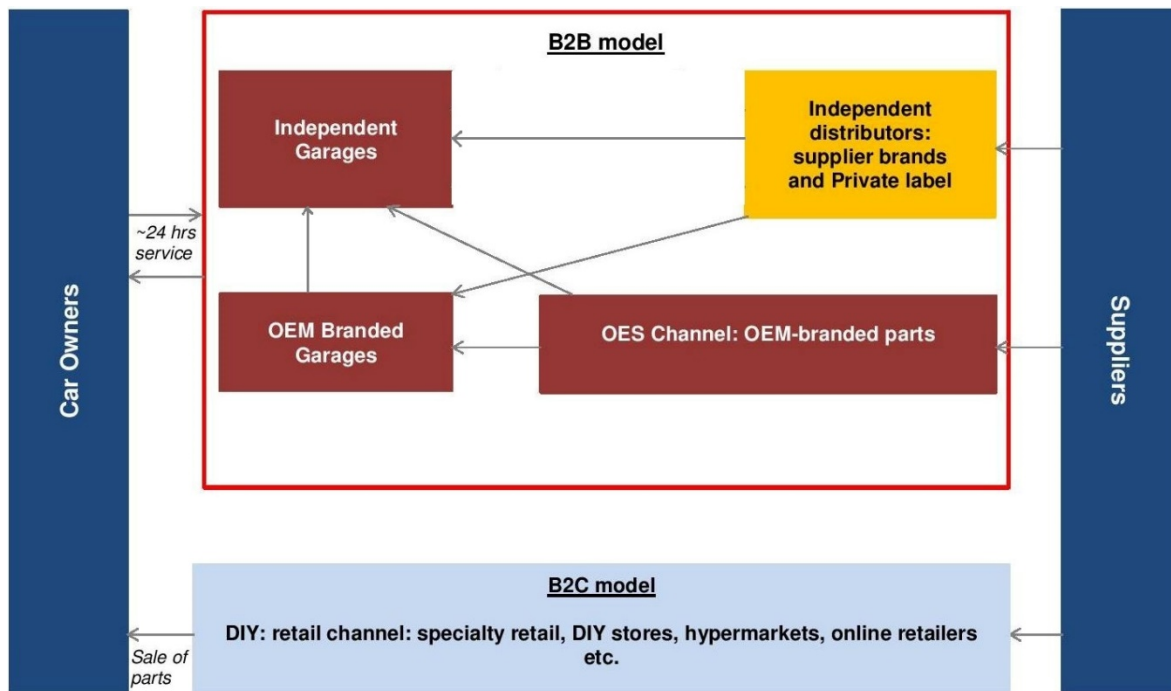 B2B model
Independent
Garages
Independent
distributors:
supplier brands
and Private label
~24 hrs
service
OEM Branded
Garages
OES Channel: OEM-branded parts
Car Owners
Suppliers
B2C model
DIY: retail channel: specialty retail, DIY stores, hypermarkets, online retailers
etc.
Sale of
parts